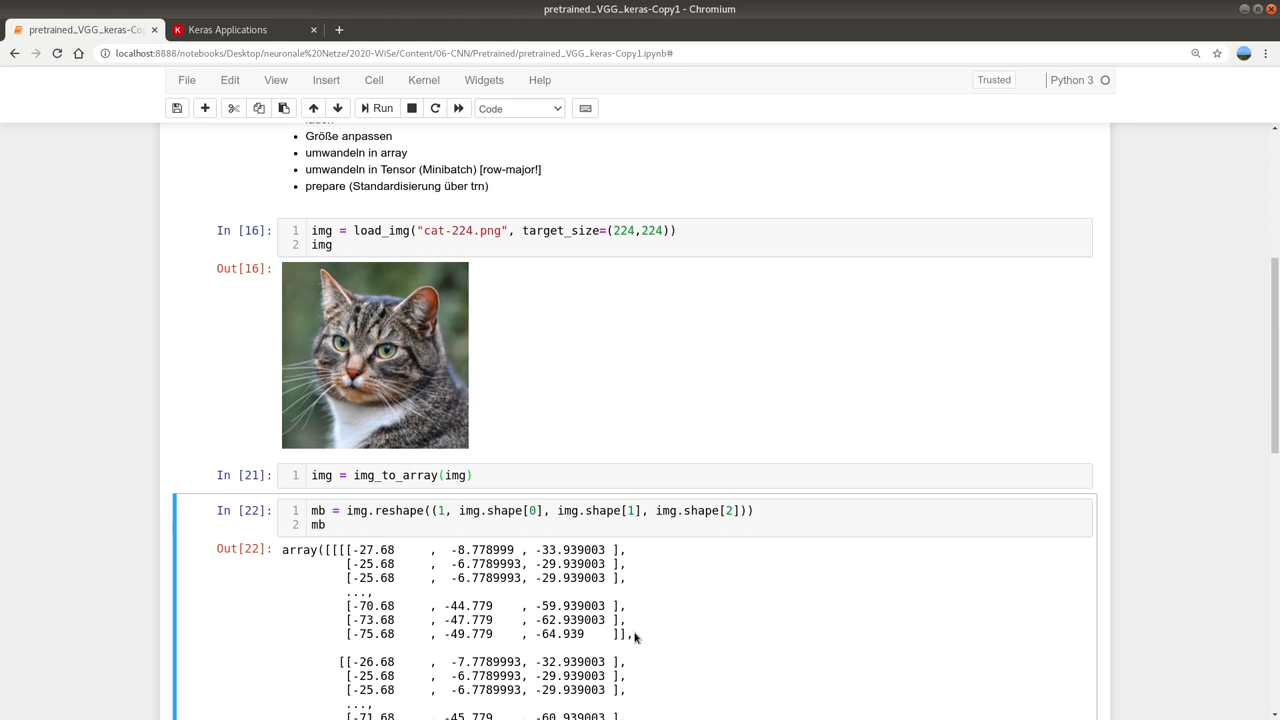 pretrained_VGG_keras-Copy1 - Chromium
pretrained_VGG_keras-Co
Keras Applications
localhost:8888/notebooks/Desktop/neuronale%20Netze/2020-WiSe/Content/06-CNN/Pretrained/pretrained_VGG_keras-Copy1.ipynb#
File Edit View Insert Cell Kernel Widgets Help Trusted Python 3
Run Code
Größe anpassen
umwandeln in array
umwandeln in Tensor (Minibatch) [row-major!]
prepare (Standardisierung über trn)
In [16]: 1 img = load_img("cat-224.png", target_size=(224,224))
2 img
Out[16]:
In [21]: 1 img = img_to_array(img)
In [22]: 1 mb = img.reshape((1, img.shape[0], img.shape[1], img.shape[2]))
2 mb
Out[22]: array([[[[-27.68 , -8.778999 , -33.939003 ],
[-25.68 , -6.7789993, -29.939003 ],
[-25.68 , -6.7789993, -29.939003 ],
...,
[-70.68 , -44.779 , -59.939003 ],
[-73.68 , -47.779 , -62.939003 ],
[-75.68 , -49.779 , -64.939 ]],
[[-26.68 , -7.7789993, -32.939003 ],
[-25.68 , -6.7789993, -29.939003 ],
[-25.68 , -6.7789993, -29.939003 ],
...,
[-71.68 , -45.779 , -60.939003 ],